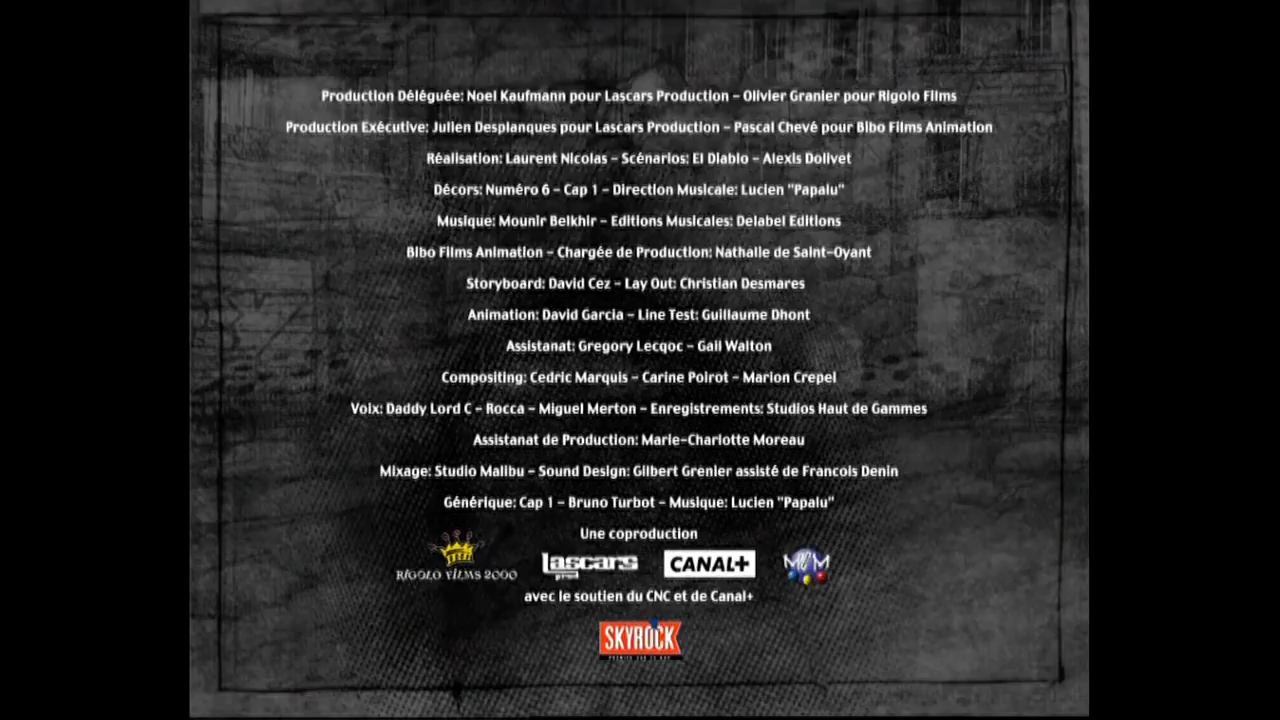 Production Déléguée: Noel Kaufmann pour Lascars Production - Olivier Granier pour Rigolo Films
Production Exécutive: Julien Desplanques pour Lascars Production - Pascal Chevé pour Bibo Films Animation
Réalisation: Laurent Nicolas - Scénarios: El Diablo - Alexis Dolivet
Décors: Numéro 6 - Cap 1 - Direction Musicale: Lucien "Papalu"
Musique: Mounir Belkhir - Editions Musicales: Delabel Editions
Bibo Films Animation - Chargée de Production: Nathalie de Saint-Oyant
Storyboard: David Cez - Lay Out: Christian Desmares
Animation: David Garcia - Line Test: Guillaume Dhont
Assistanat: Gregory Lecqoc - Gail Walton
Compositing: Cedric Marquis - Carine Poirot - Marion Crepel
Voix: Daddy Lord C - Rocca - Miguel Merton - Enregistrements: Studios Haut de Gammes
Assistanat de Production: Marie-Charlotte Moreau
Mixage: Studio Malibu - Sound Design: Gilbert Grenier assisté de Francois Denin
Générique: Cap 1 - Bruno Turbot - Musique: Lucien "Papalu"
Une coproduction
RIGOLO FILMS 2000 Lascars prod CANAL+ MCM
avec le soutien du CNC et de Canal+
SKYROCK
PREMIER SUR LE RAP